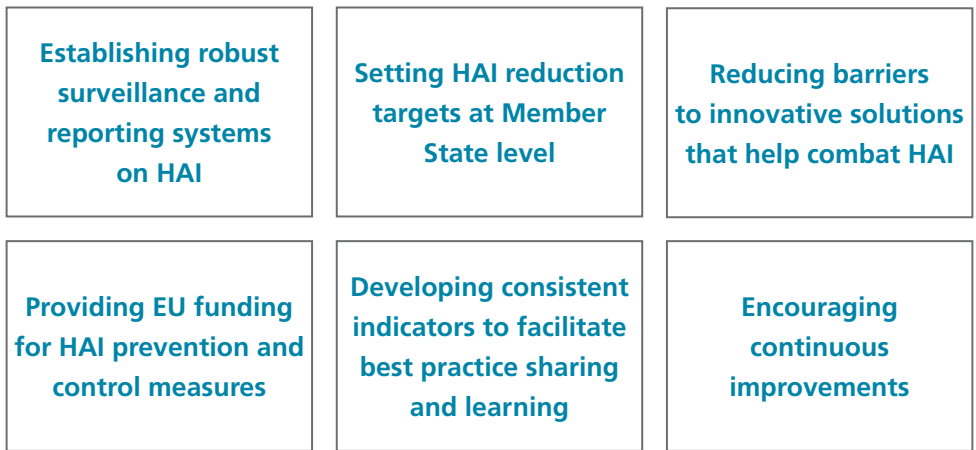 Establishing robust
surveillance and
reporting systems
on HAI
Setting HAI reduction
targets at Member
State level
Reducing barriers
to innovative solutions
that help combat HAI
Providing EU funding
for HAI prevention and
control measures
Developing consistent
indicators to facilitate
best practice sharing
and learning
Encouraging
continuous
improvements